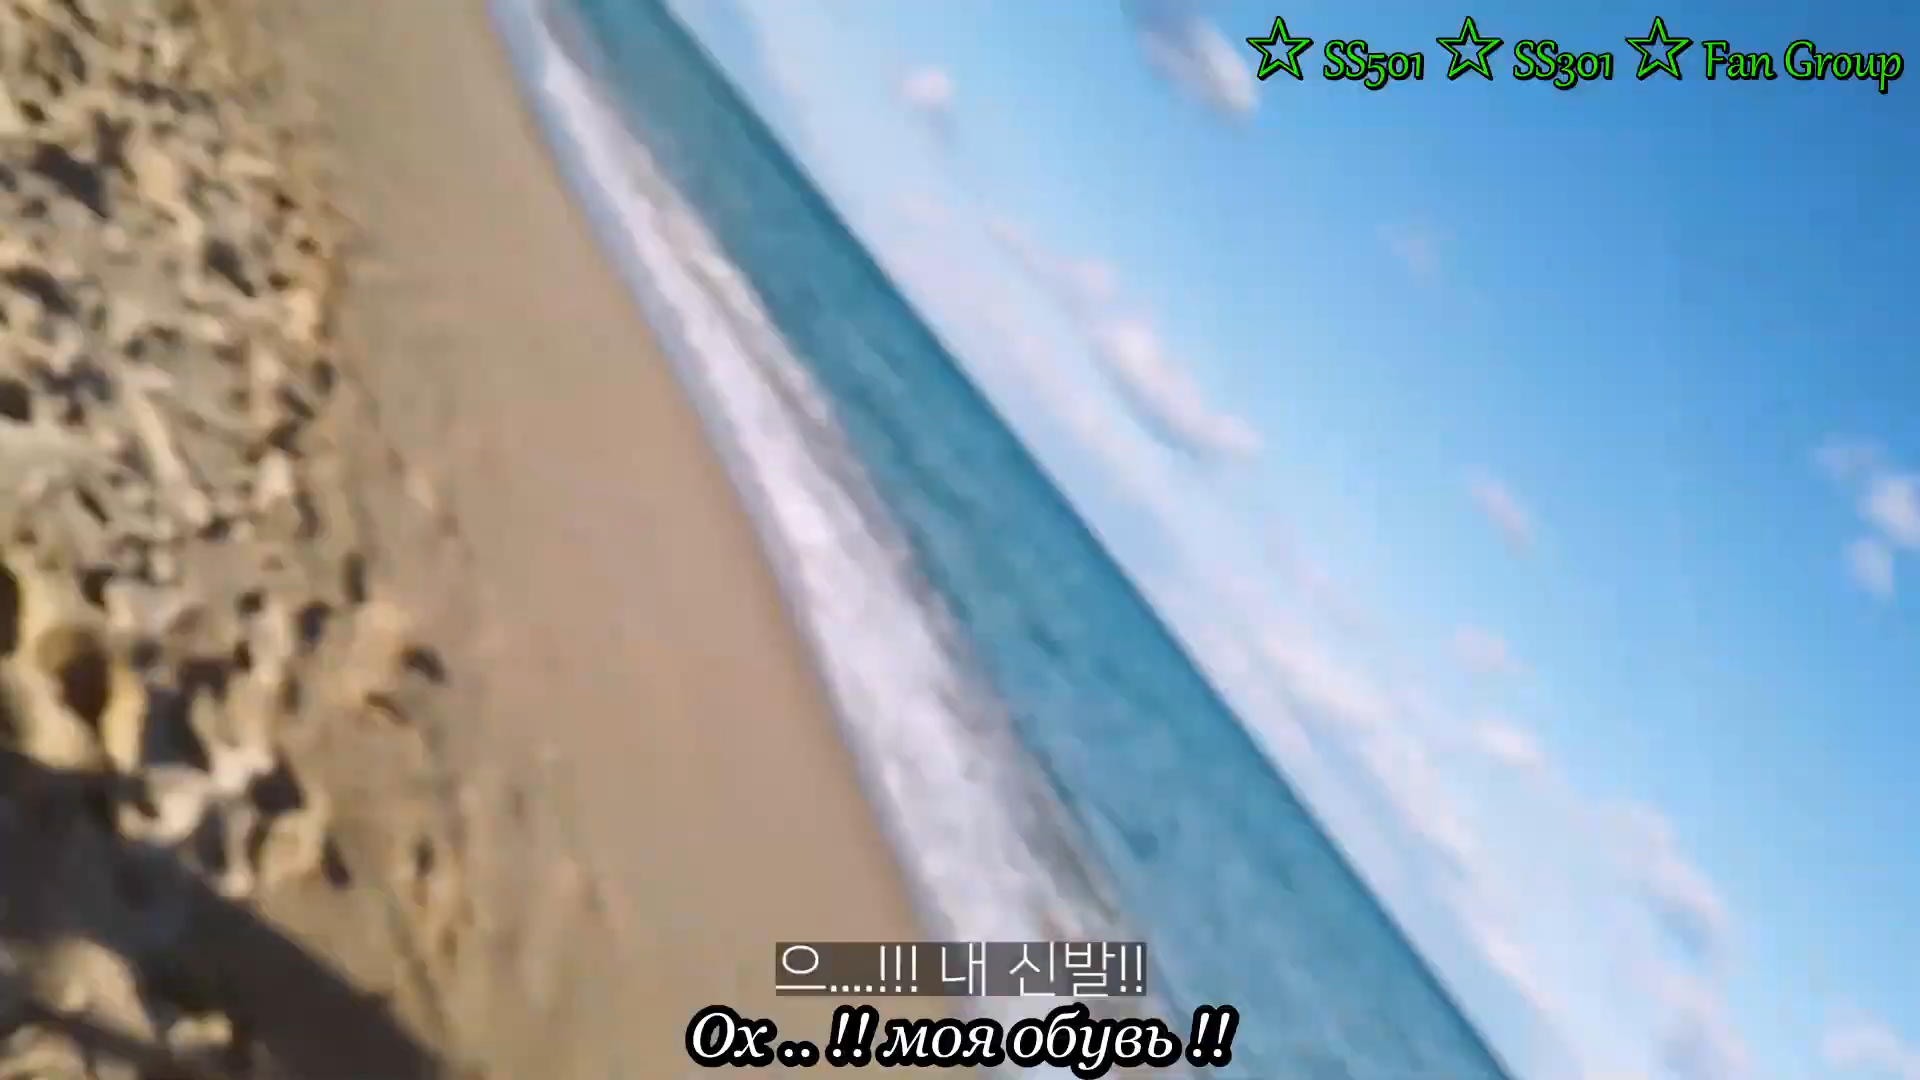 ☆ SS501 ☆ SS301 ☆ Fan Group
으....!!! 내 신발!!
Ох .. !! моя обувь !!